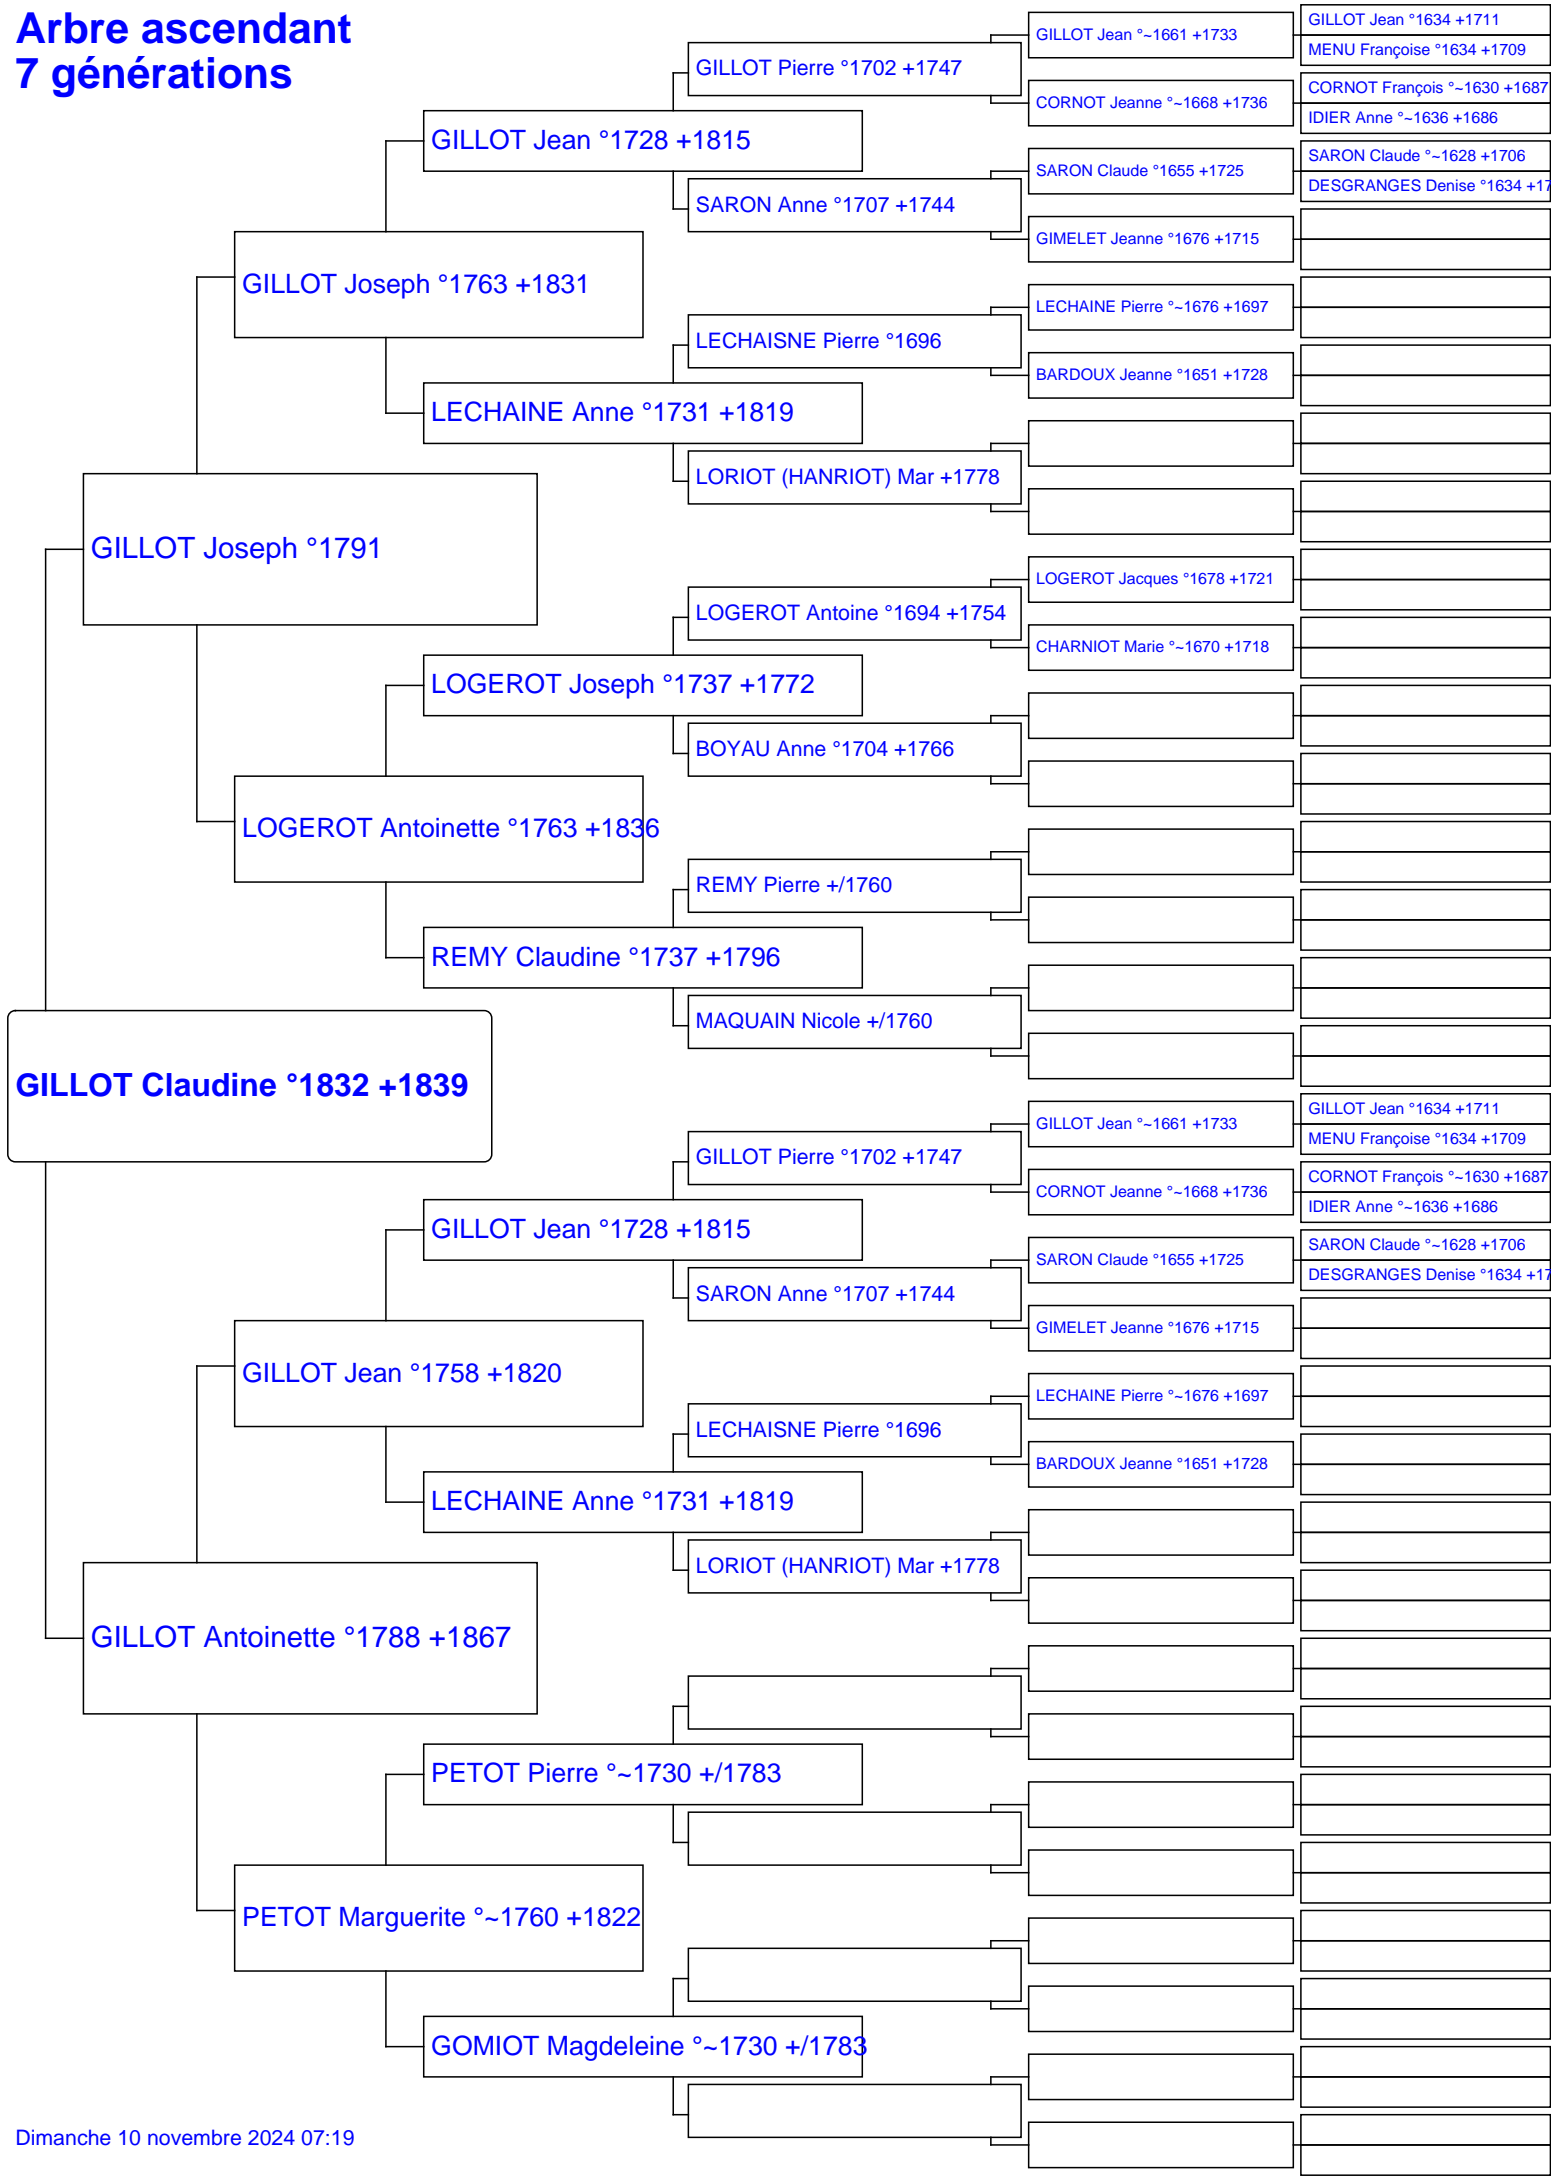 Arbre ascendant
7 générations
GILLOT Claudine °1832 +1839
GILLOT Joseph °1791
GILLOT Antoinette °1788 +1867
GILLOT Joseph °1763 +1831
LOGEROT Antoinette °1763 +1836
GILLOT Jean °1758 +1820
PETOT Marguerite °~1760 +1822
GILLOT Jean °1728 +1815
LECHAINE Anne °1731 +1819
LOGEROT Joseph °1737 +1772
REMY Claudine °1737 +1796
GILLOT Jean °1728 +1815
LECHAINE Anne °1731 +1819
PETOT Pierre °~1730 +/1783
GOMIOT Magdeleine °~1730 +/1783
GILLOT Pierre °1702 +1747
SARON Anne °1707 +1744
LECHAISNE Pierre °1696
LORIOT (HANRIOT) Mar +1778
LOGEROT Antoine °1694 +1754
BOYAU Anne °1704 +1766
REMY Pierre +/1760
MAQUAIN Nicole +/1760
GILLOT Pierre °1702 +1747
SARON Anne °1707 +1744
LECHAISNE Pierre °1696
LORIOT (HANRIOT) Mar +1778
GILLOT Jean °~1661 +1733
CORNOT Jeanne °~1668 +1736
SARON Claude °1655 +1725
GIMELET Jeanne °1676 +1715
LECHAINE Pierre °~1676 +1697
BARDOUX Jeanne °1651 +1728
LOGEROT Jacques °1678 +1721
CHARNIOT Marie °~1670 +1718
GILLOT Jean °~1661 +1733
CORNOT Jeanne °~1668 +1736
SARON Claude °1655 +1725
GIMELET Jeanne °1676 +1715
LECHAINE Pierre °~1676 +1697
BARDOUX Jeanne °1651 +1728
GILLOT Jean °1634 +1711
MENU Françoise °1634 +1709
CORNOT François °~1630 +1687
IDIER Anne °~1636 +1686
SARON Claude °~1628 +1706
DESGRANGES Denise °1634 +17
GILLOT Jean °1634 +1711
MENU Françoise °1634 +1709
CORNOT François °~1630 +1687
IDIER Anne °~1636 +1686
SARON Claude °~1628 +1706
DESGRANGES Denise °1634 +17
Dimanche 10 novembre 2024 07:19